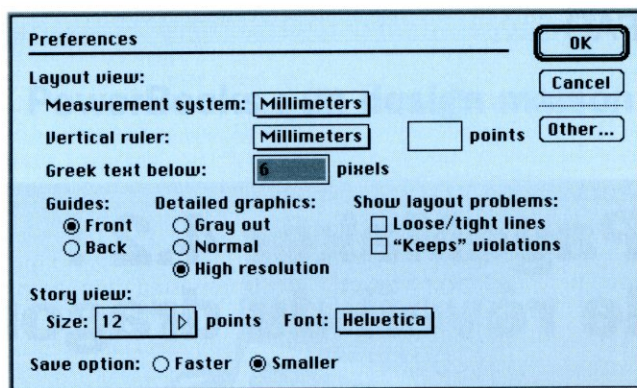 Preferences
OK
Layout view:
Cancel
Measurement system: Millimeters
Vertical ruler: Millimeters points
Other...
Greek text below: 6 pixels
Guides: Detailed graphics: Show layout problems:
Front Gray out Loose/tight lines
Back Normal "Keeps" violations
High resolution
Story view:
Size: 12 points Font: Helvetica
Save option: Faster Smaller